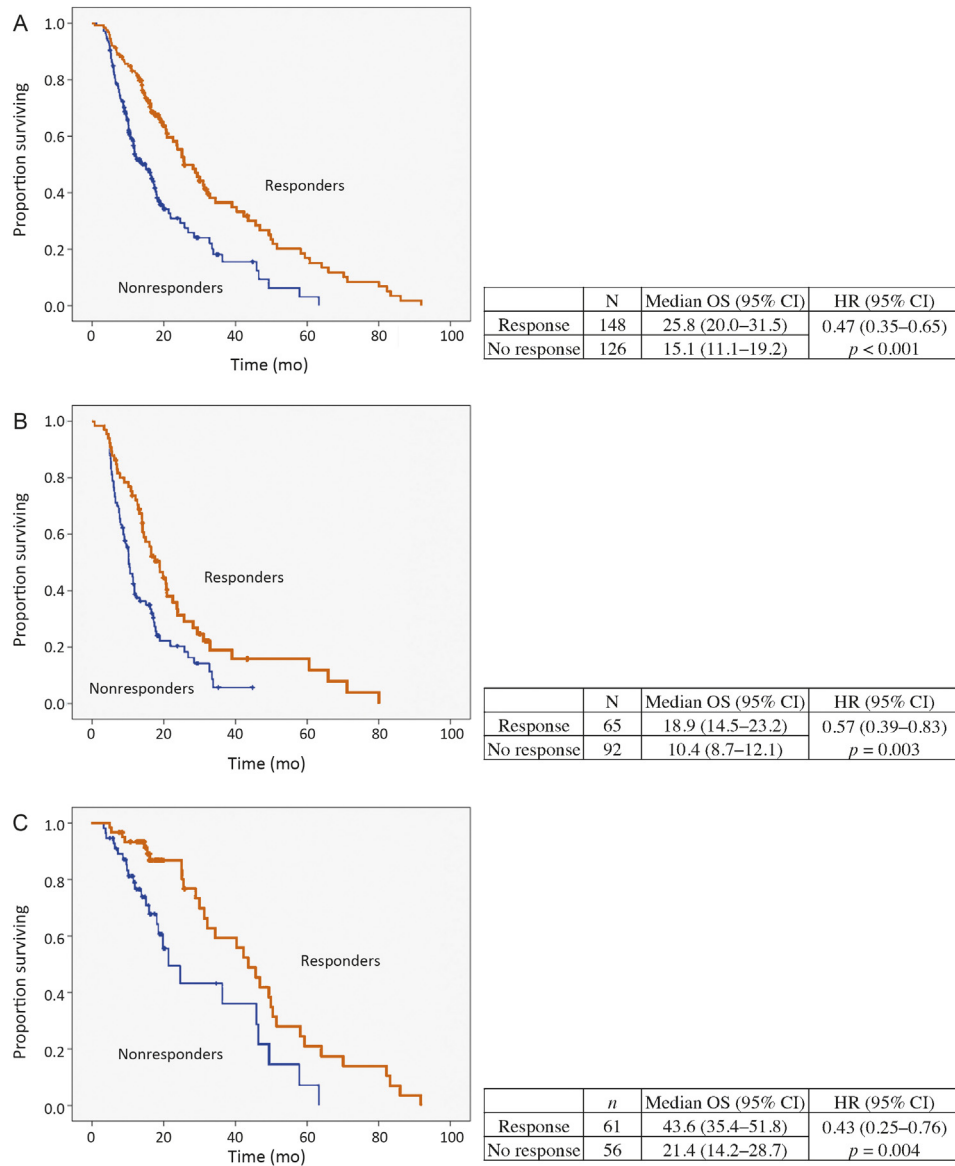 A
1.0
0.8
0.6
0.4
0.2
0.0
Proportion surviving
Responders
Nonresponders
0 20 40 60 80 100
Time (mo)
N Median OS (95% CI) HR (95% CI)
Response 148 25.8 (20.0–31.5) 0.47 (0.35–0.65)
No response 126 15.1 (11.1–19.2) p < 0.001
B
1.0
0.8
0.6
0.4
0.2
0.0
Proportion surviving
Responders
Nonresponders
0 20 40 60 80 100
Time (mo)
N Median OS (95% CI) HR (95% CI)
Response 65 18.9 (14.5–23.2) 0.57 (0.39–0.83)
No response 92 10.4 (8.7–12.1) p = 0.003
C
1.0
0.8
0.6
0.4
0.2
0.0
Proportion surviving
Responders
Nonresponders
0 20 40 60 80 100
Time (mo)
n Median OS (95% CI) HR (95% CI)
Response 61 43.6 (35.4–51.8) 0.43 (0.25–0.76)
No response 56 21.4 (14.2–28.7) p = 0.004